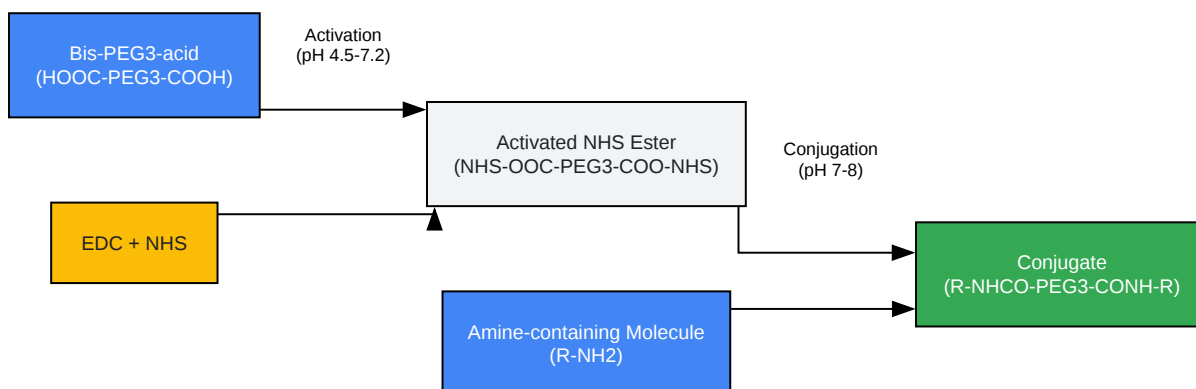 Bis-PEG3-acid
(HOOC-PEG3-COOH)
Activation
(pH 4.5-7.2)
Activated NHS Ester
(NHS-OOC-PEG3-COO-NHS)
Conjugation
(pH 7-8)
EDC + NHS
Conjugate
(R-NHCO-PEG3-CONH-R)
Amine-containing Molecule
(R-NH2)